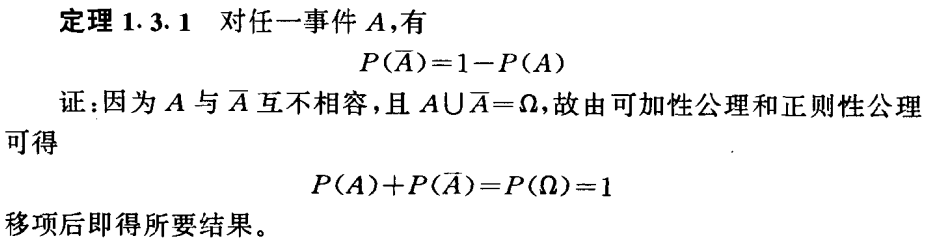 定理 1.3.1 对任一事件 A,有
P(A̅)=1−P(A)
证:因为 A 与 A̅ 互不相容,且 A∪A̅=Ω,故由可加性公理和正则性公理
可得
P(A)+P(A̅)=P(Ω)=1
移项后即得所要结果。